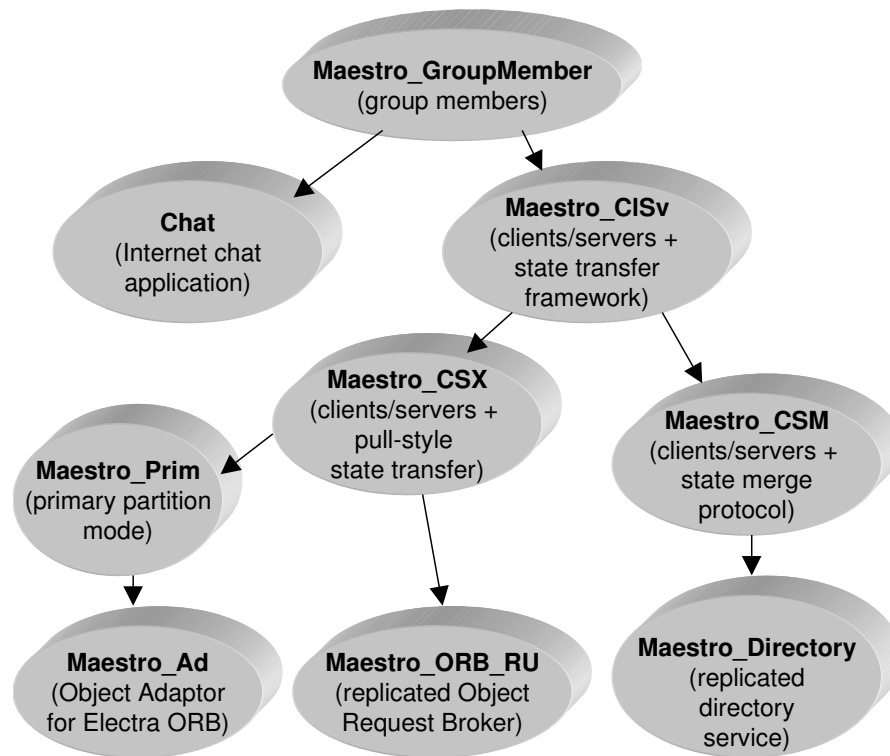 Maestro_GroupMember
(group members)
Chat
(Internet chat
application)
Maestro_ClSv
(clients/servers +
state transfer
framework)
Maestro_CSX
(clients/servers +
pull-style
state transfer)
Maestro_CSM
(clients/servers +
state merge
protocol)
Maestro_Prim
(primary partition
mode)
Maestro_Ad
(Object Adaptor
for Electra ORB)
Maestro_ORB_RU
(replicated Object
Request Broker)
Maestro_Directory
(replicated
directory
service)